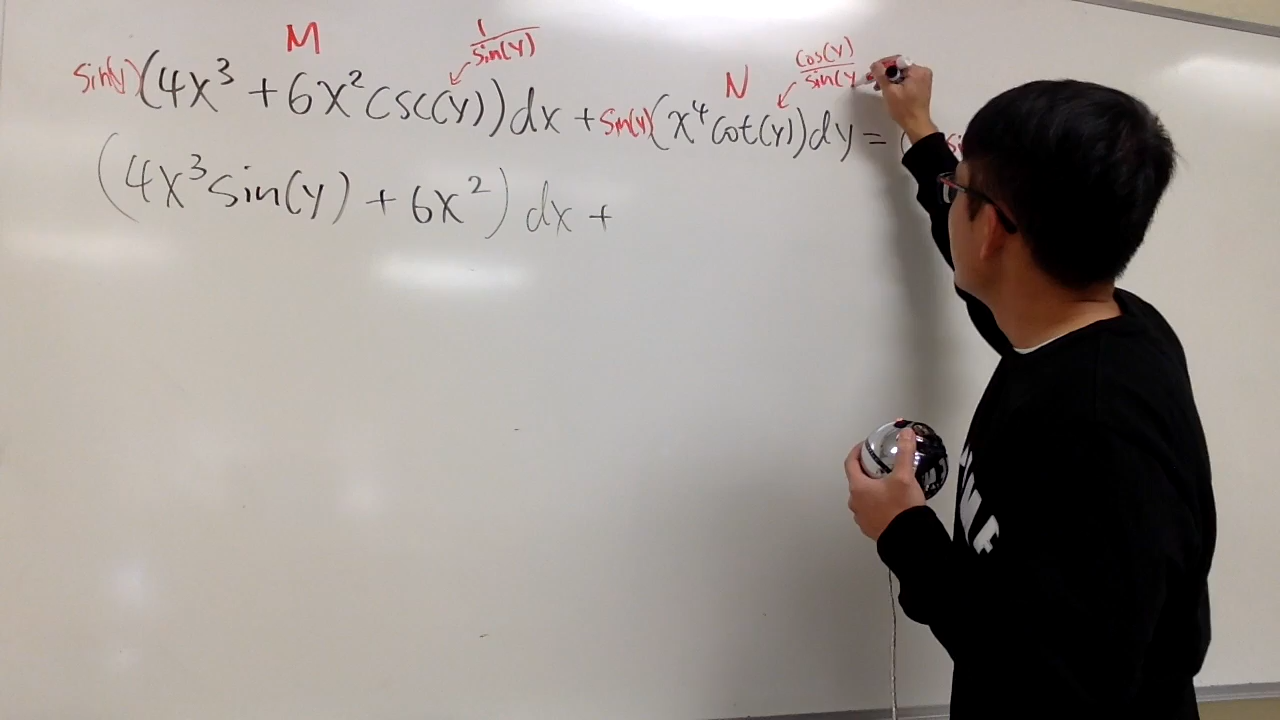 M
1/sin(y)
N
cos(y)/sin(y
sin(y)(4x³ + 6x² csc(y))dx + sin(y)(x⁴ cot(y))dy = (
(4x³ sin(y) + 6x²) dx +